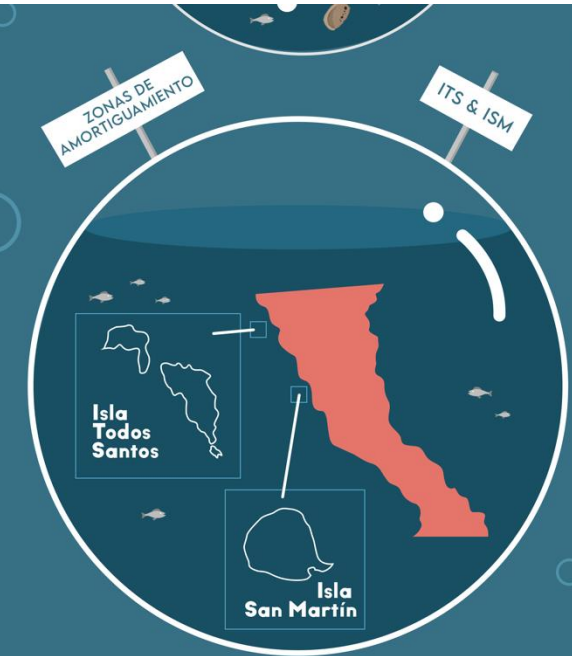 ZONAS DE
AMORTIGUAMIENTO
ITS & ISM
Isla
Todos
Santos
Isla
San Martín